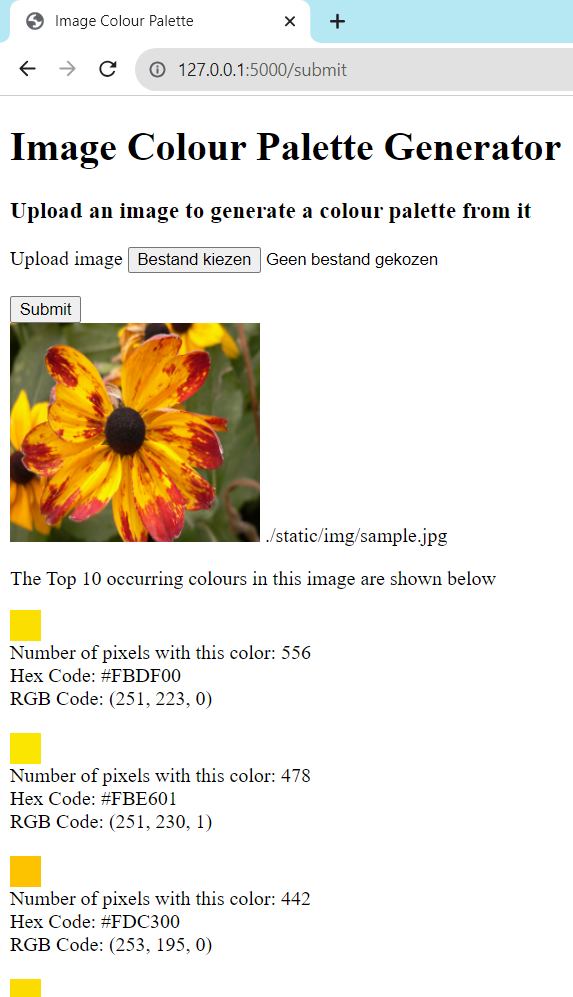 Image Colour Palette
127.0.0.1:5000/submit
Image Colour Palette Generator
Upload an image to generate a colour palette from it
Upload image Bestand kiezen Geen bestand gekozen
Submit
./static/img/sample.jpg
The Top 10 occurring colours in this image are shown below
Number of pixels with this color: 556
Hex Code: #FBDF00
RGB Code: (251, 223, 0)
Number of pixels with this color: 478
Hex Code: #FBE601
RGB Code: (251, 230, 1)
Number of pixels with this color: 442
Hex Code: #FDC300
RGB Code: (253, 195, 0)